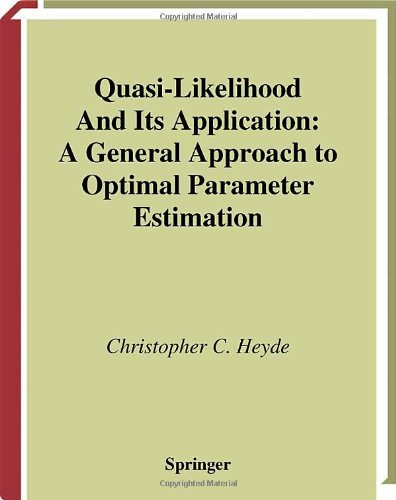 Copyrighted Material
Quasi-Likelihood
And Its Application:
A General Approach to
Optimal Parameter
Estimation
Christopher C. Heyde
Springer
Copyrighted Material